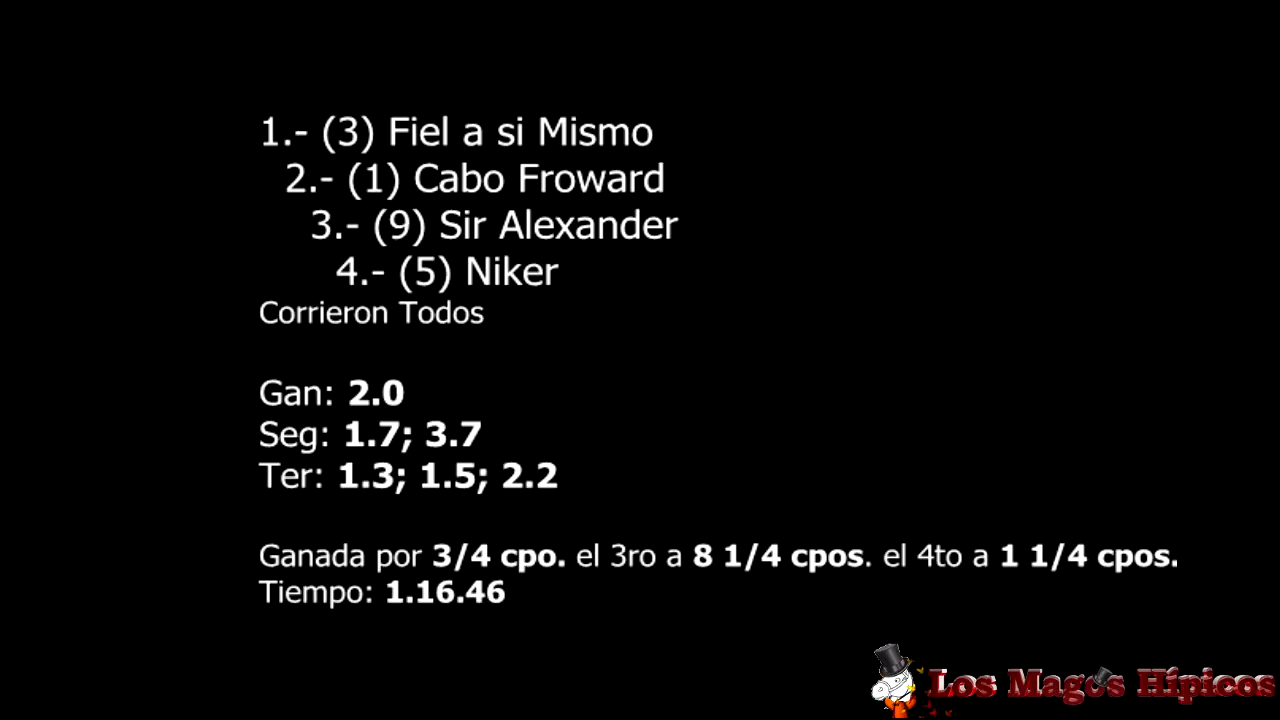 1.- (3) Fiel a si Mismo
2.- (1) Cabo Froward
3.- (9) Sir Alexander
4.- (5) Niker
Corrieron Todos
Gan: 2.0
Seg: 1.7; 3.7
Ter: 1.3; 1.5; 2.2
Ganada por 3/4 cpo. el 3ro a 8 1/4 cpos. el 4to a 1 1/4 cpos.
Tiempo: 1.16.46
Los Magos Hípicos